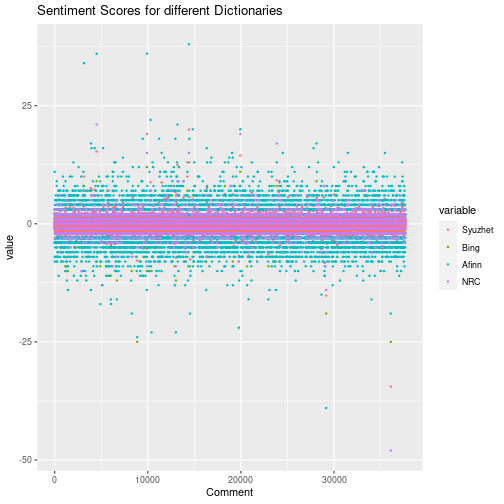 Sentiment Scores for different Dictionaries
25
0
-25
-50
value
0 10000 20000 30000
Comment
variable
Syuzhet
Bing
Afinn
NRC